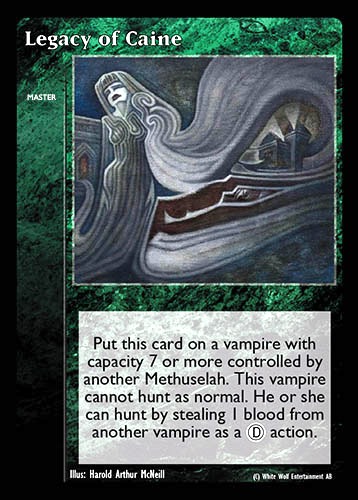 Legacy of Caine
MASTER
Put this card on a vampire with
capacity 7 or more controlled by
another Methuselah. This vampire
cannot hunt as normal. He or she
can hunt by stealing 1 blood from
another vampire as a Ⓓ action.
Illus: Harold Arthur McNeill
(C) White Wolf Entertainment AB